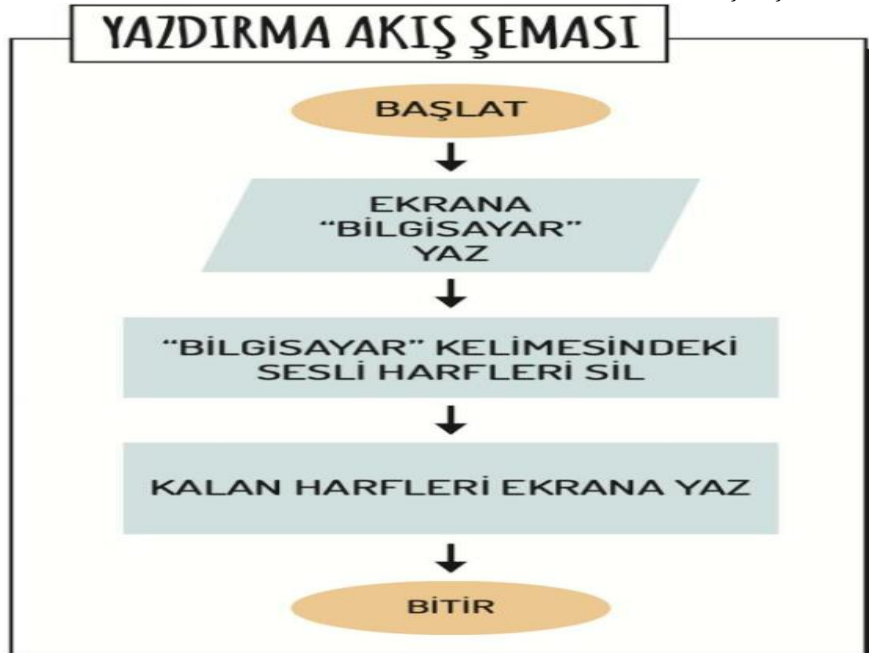 YAZDIRMA AKIŞ ŞEMASI
BAŞLAT
EKRANA
“BİLGİSAYAR”
YAZ
“BİLGİSAYAR” KELİMESİNDEKİ
SESLİ HARFLERİ SİL
KALAN HARFLERİ EKRANA YAZ
BİTİR